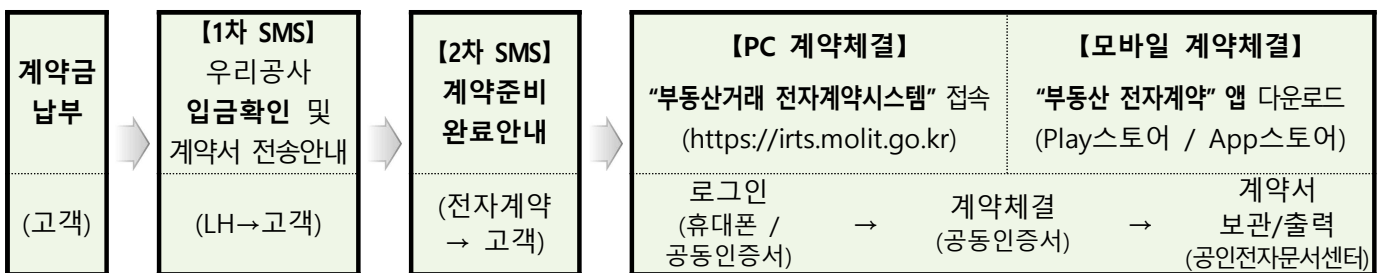 계약금
납부
(고객)
【1차 SMS】
우리공사
입금확인 및
계약서 전송안내
(LH→고객)
【2차 SMS】
계약준비
완료안내
(전자계약
→ 고객)
【PC 계약체결】
“부동산거래 전자계약시스템” 접속
(https://irts.molit.go.kr)
【모바일 계약체결】
“부동산 전자계약” 앱 다운로드
(Play스토어 / App스토어)
로그인
(휴대폰 /
공동인증서)
→
계약체결
(공동인증서)
→
계약서
보관/출력
(공인전자문서센터)